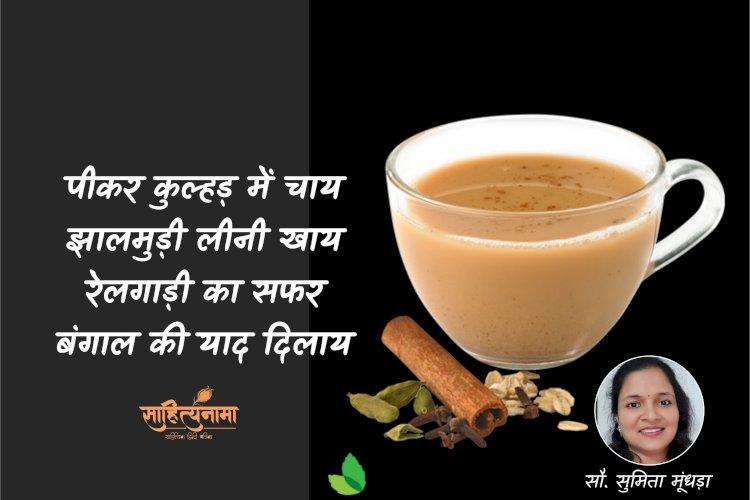 पीकर कुल्हड़ में चाय
झालमुड़ी लीनी खाय
रेलगाड़ी का सफर
बंगाल की याद दिलाय
साहित्यनामा
सौ. सुमिता मूंधड़ा